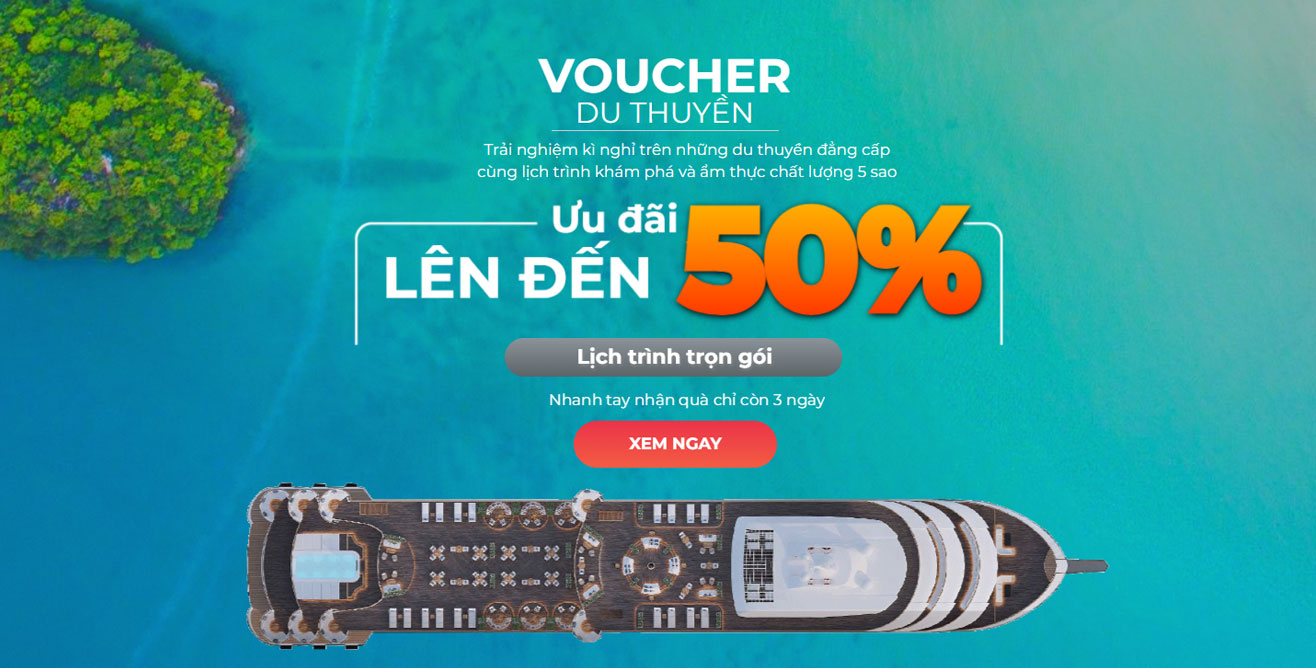 VOUCHER
DU THUYỀN
Trải nghiệm kì nghỉ trên những du thuyền đẳng cấp
cùng lịch trình khám phá và ẩm thực chất lượng 5 sao
Ưu đãi
LÊN ĐẾN 50%
Lịch trình trọn gói
Nhanh tay nhận quà chỉ còn 3 ngày
XEM NGAY